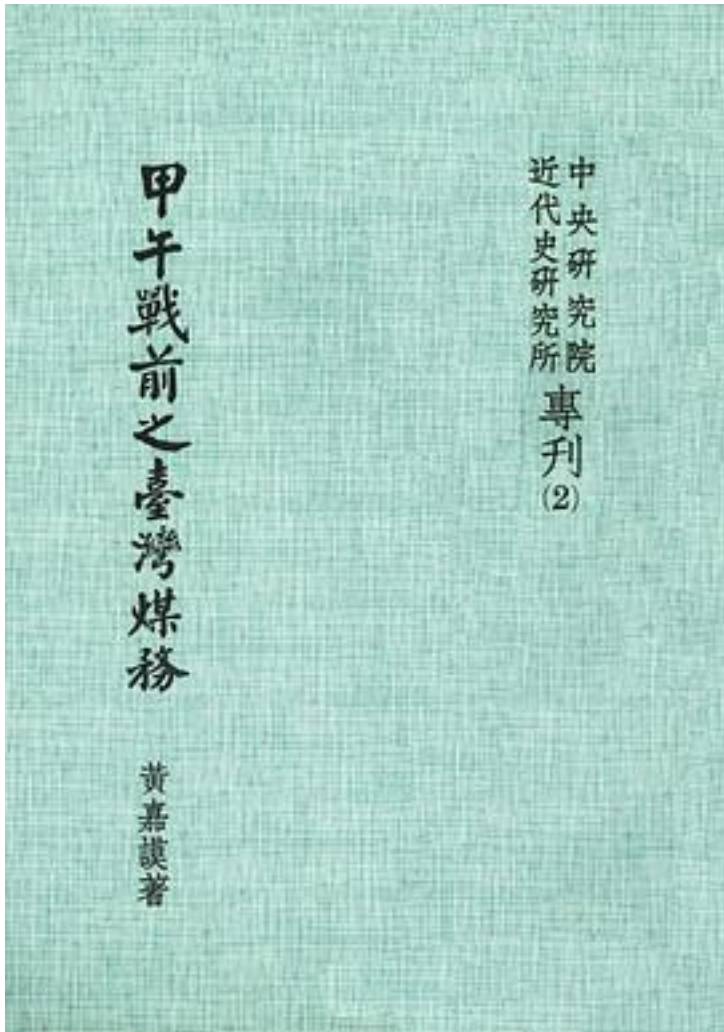 中央研究院
近代史研究所
專刊(2)
甲午戰前之臺灣煤務
黃嘉謨著